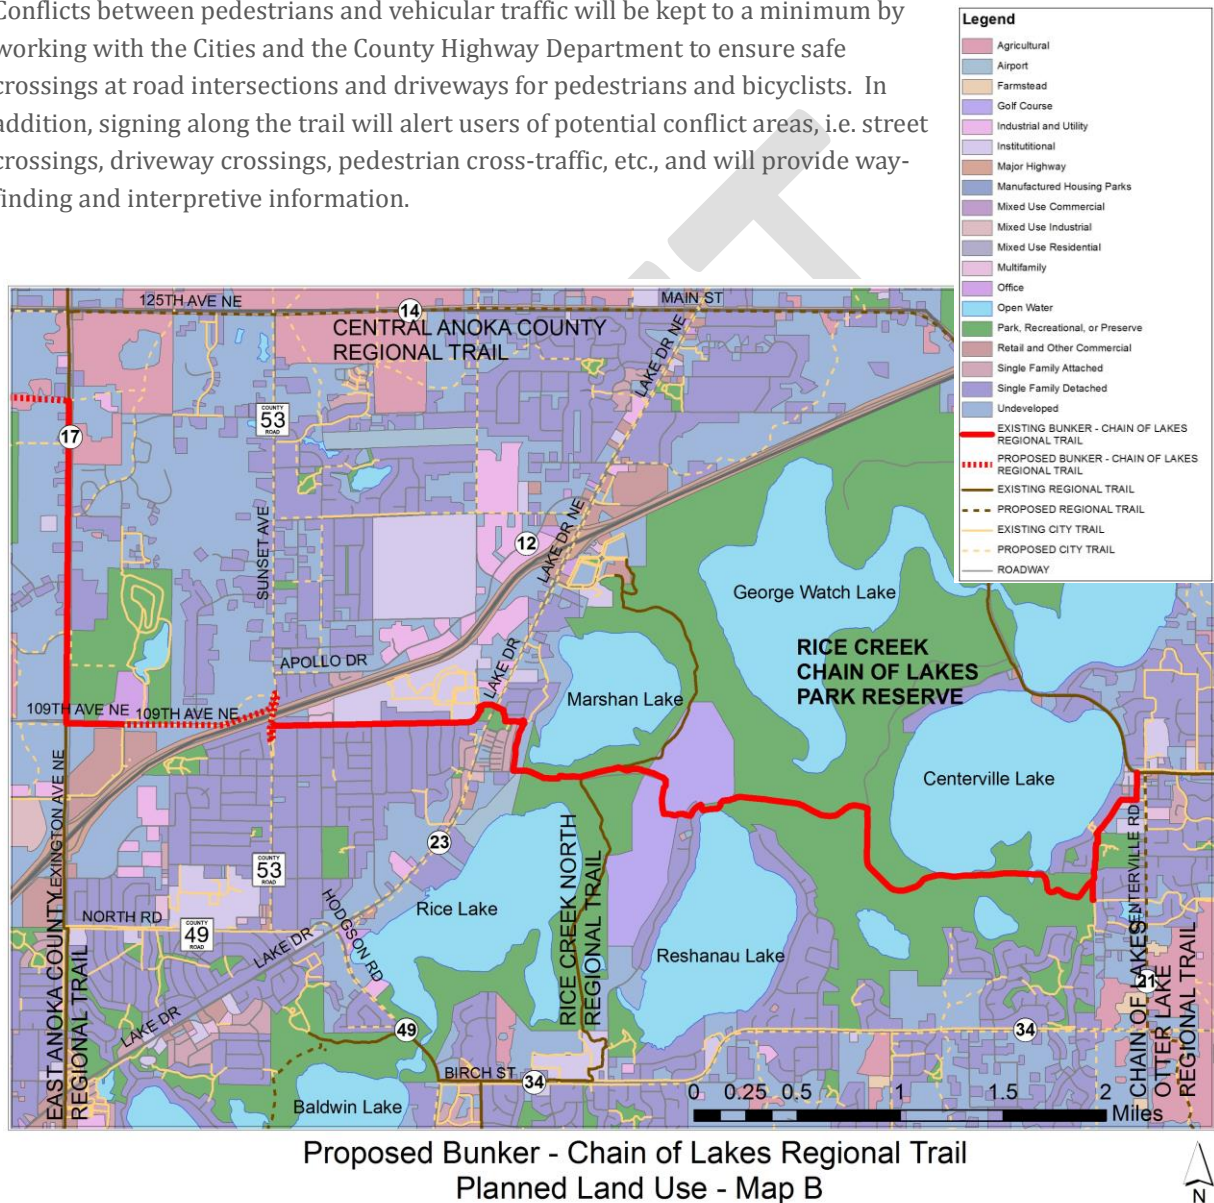 Conflicts between pedestrians and vehicular traffic will be kept to a minimum by
working with the Cities and the County Highway Department to ensure safe
crossings at road intersections and driveways for pedestrians and bicyclists.  In
addition, signing along the trail will alert users of potential conflict areas, i.e. street
crossings, driveway crossings, pedestrian cross-traffic, etc., and will provide way-
finding and interpretive information.
Legend
Agricultural
Airport
Farmstead
Golf Course
Industrial and Utility
Institutitional
Major Highway
Manufactured Housing Parks
Mixed Use Commercial
Mixed Use Industrial
Mixed Use Residential
Multifamily
Office
Open Water
Park, Recreational, or Preserve
Retail and Other Commercial
Single Family Attached
Single Family Detached
Undeveloped
EXISTING BUNKER - CHAIN OF LAKES
REGIONAL TRAIL
PROPOSED BUNKER - CHAIN OF LAKES
REGIONAL TRAIL
EXISTING REGIONAL TRAIL
PROPOSED REGIONAL TRAIL
EXISTING CITY TRAIL
PROPOSED CITY TRAIL
ROADWAY
125TH AVE NE
14
MAIN ST
CENTRAL ANOKA COUNTY
REGIONAL TRAIL
LAKE DR NE
17
COUNTY
53
ROAD
SUNSET AVE
12
LAKE DR NE
George Watch Lake
RICE CREEK
CHAIN OF LAKES
PARK RESERVE
APOLLO DR
LAKE DR
Marshan Lake
109TH AVE NE
109TH AVE NE
Centerville Lake
LEXINGTON AVE NE
CENTERVILLE RD
23
COUNTY
53
ROAD
NORTH RD
COUNTY
49
ROAD
LAKE DR
HODGSON RD
Rice Lake
RICE CREEK NORTH
REGIONAL TRAIL
Reshanau Lake
EAST ANOKA COUNTY
REGIONAL TRAIL
CHAIN OF LAKES
OTTER LAKE
REGIONAL TRAIL
21
LAKE DR
49
34
BIRCH ST
34
Baldwin Lake
0 0.25 0.5 1 1.5 2
Miles
Proposed Bunker - Chain of Lakes Regional Trail
Planned Land Use - Map B
N